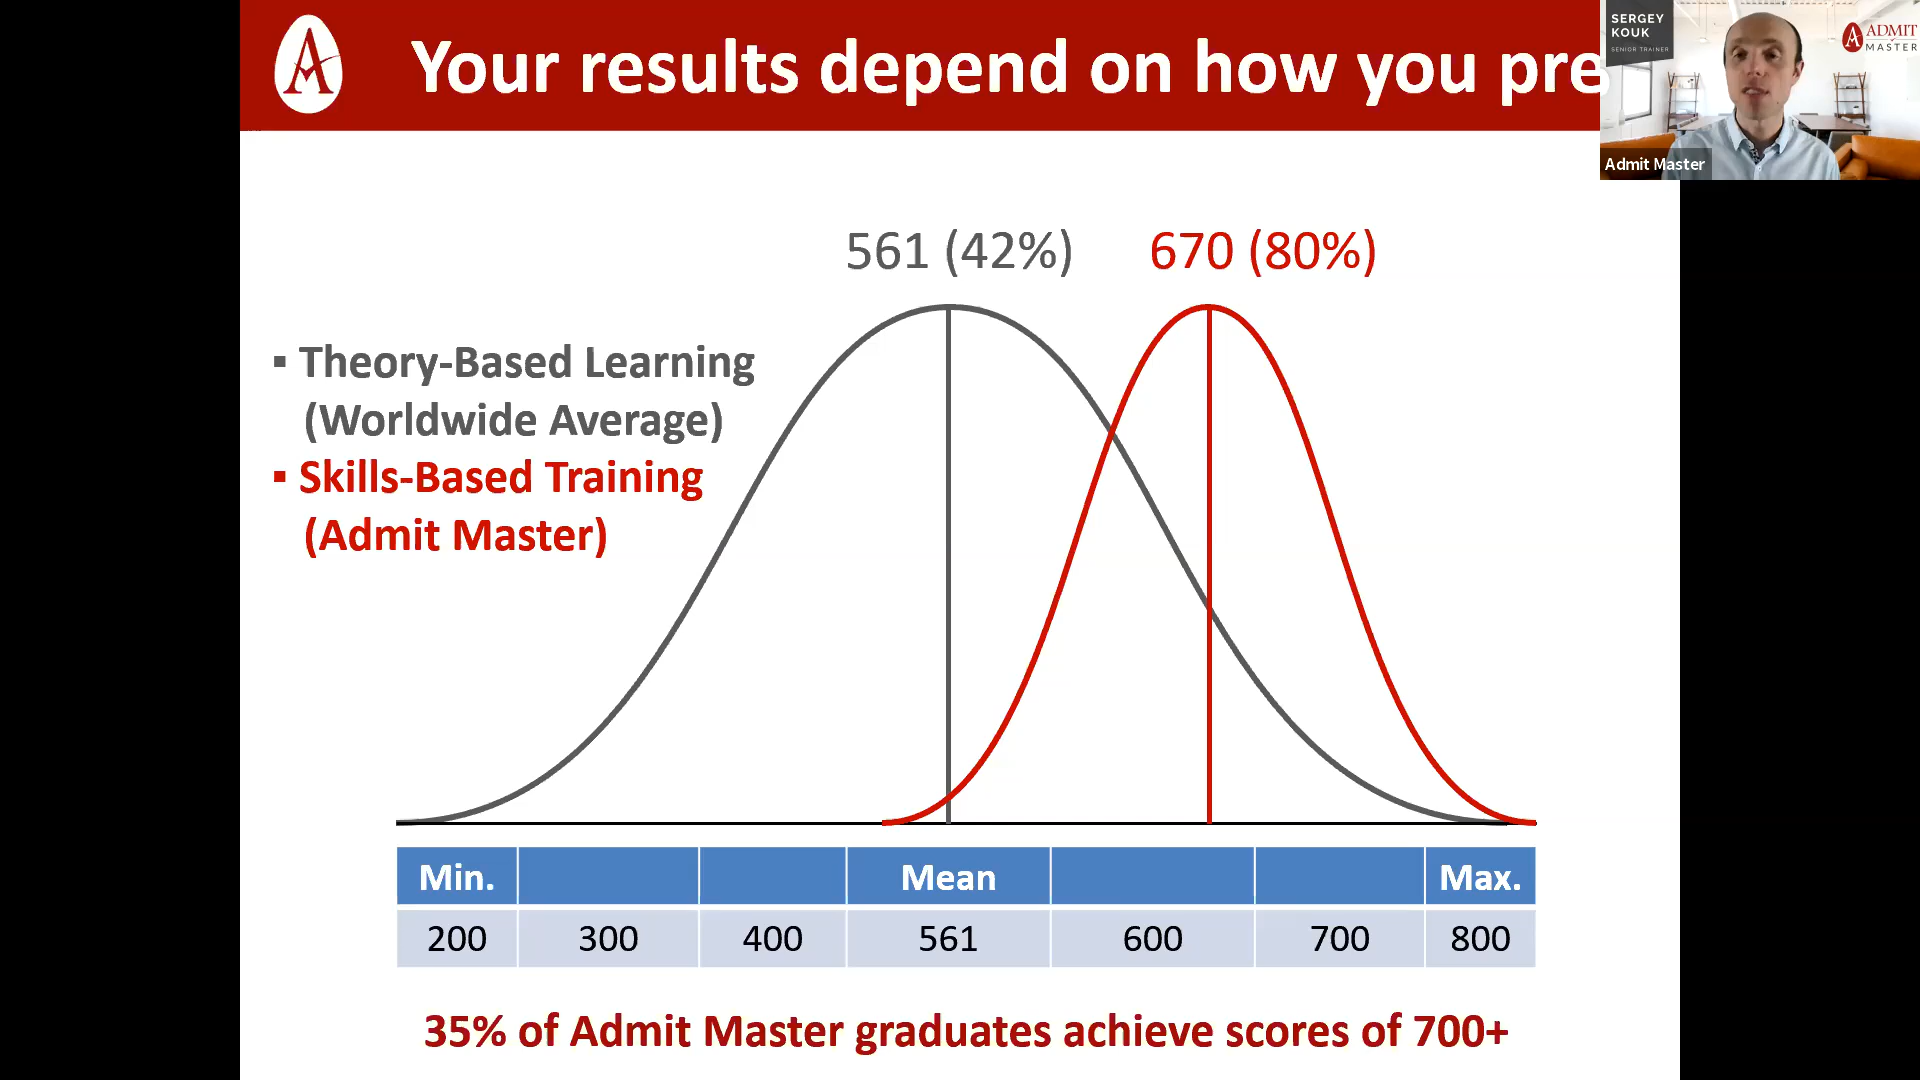 Your results depend on how you pre
SERGEY
KOUK
SENIOR TRAINER
ADMIT
MASTER
Admit Master
561 (42%)
670 (80%)
▪ Theory-Based Learning
(Worldwide Average)
▪ Skills-Based Training
(Admit Master)
Min. Mean Max.
200 300 400 561 600 700 800
35% of Admit Master graduates achieve scores of 700+